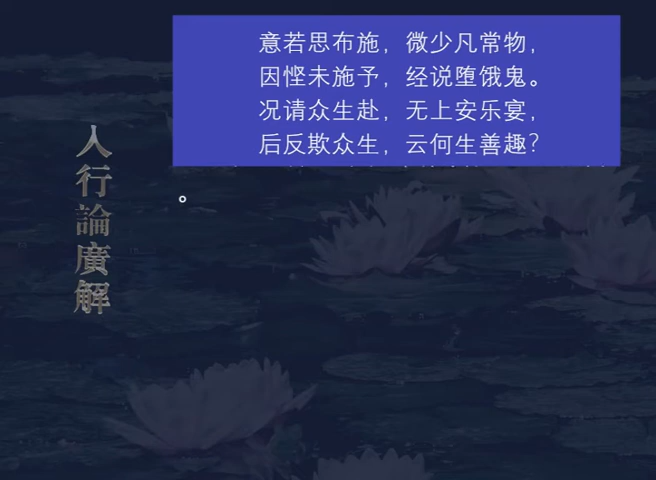 意若思布施，微少凡常物，
因悭未施予，经说堕饿鬼。
况请众生赴，无上安乐宴，
后反欺众生，云何生善趣？
。
入行論廣解